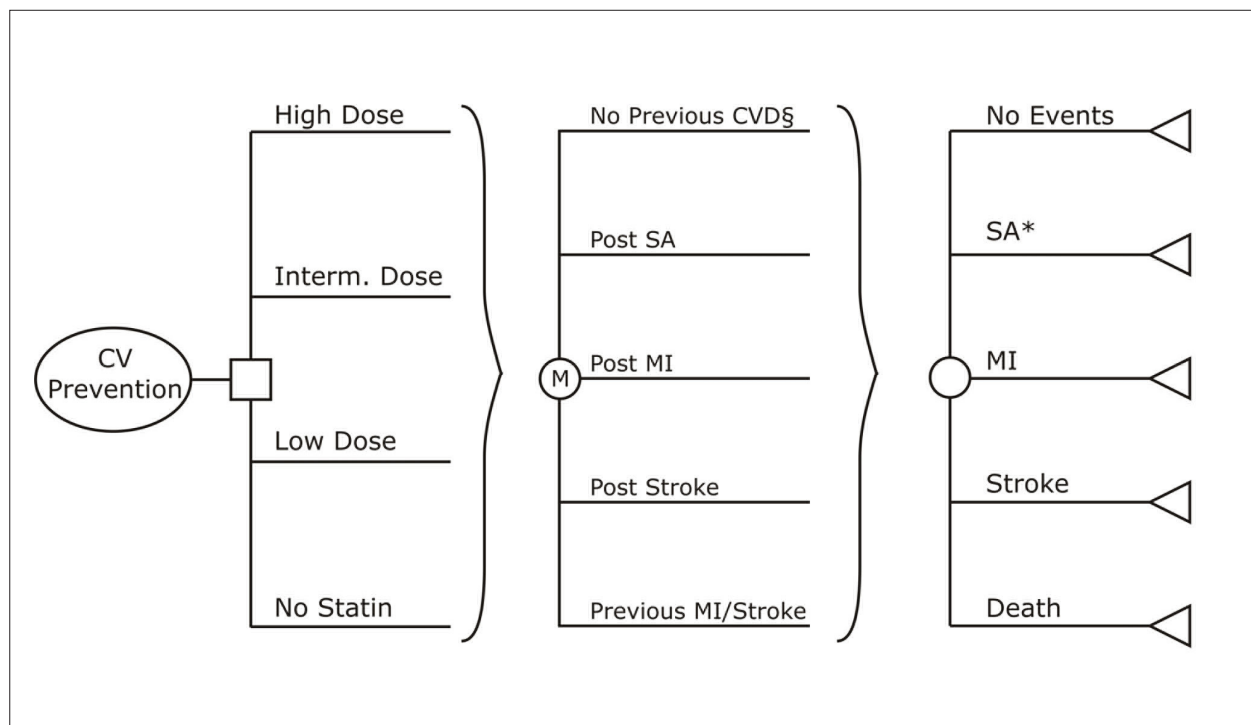 CV
Prevention
High Dose
Interm. Dose
Low Dose
No Statin
M
No Previous CVD§
Post SA
Post MI
Post Stroke
Previous MI/Stroke
No Events
SA*
MI
Stroke
Death